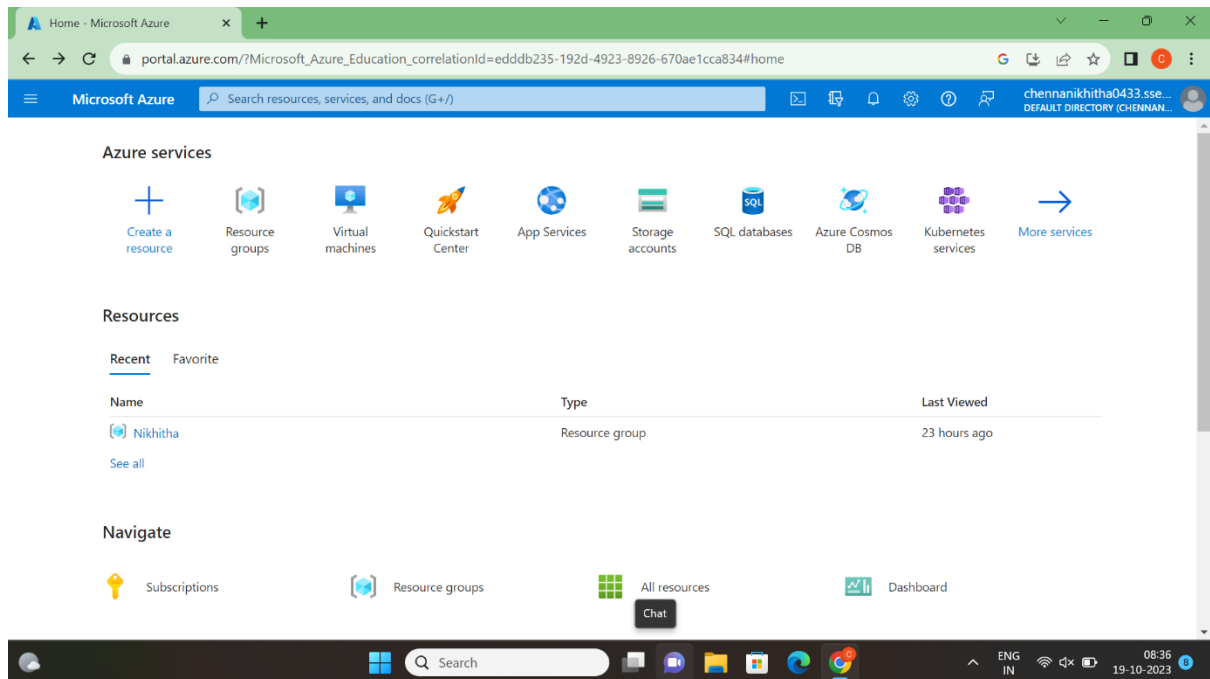 Home - Microsoft Azure
portal.azure.com/?Microsoft_Azure_Education_correlationId=edddb235-192d-4923-8926-670ae1cca834#home
G
C
Microsoft Azure
Search resources, services, and docs (G+/)
chennanikhitha0433.sse...
DEFAULT DIRECTORY (CHENNAN...
Azure services
Create a resource
Resource groups
Virtual machines
Quickstart Center
App Services
Storage accounts
SQL
SQL databases
Azure Cosmos DB
Kubernetes services
More services
Resources
Recent Favorite
Name Type Last Viewed
Nikhitha Resource group 23 hours ago
See all
Navigate
Subscriptions Resource groups All resources Dashboard
Chat
Search
C
ENG
IN
08:36
19-10-2023
8